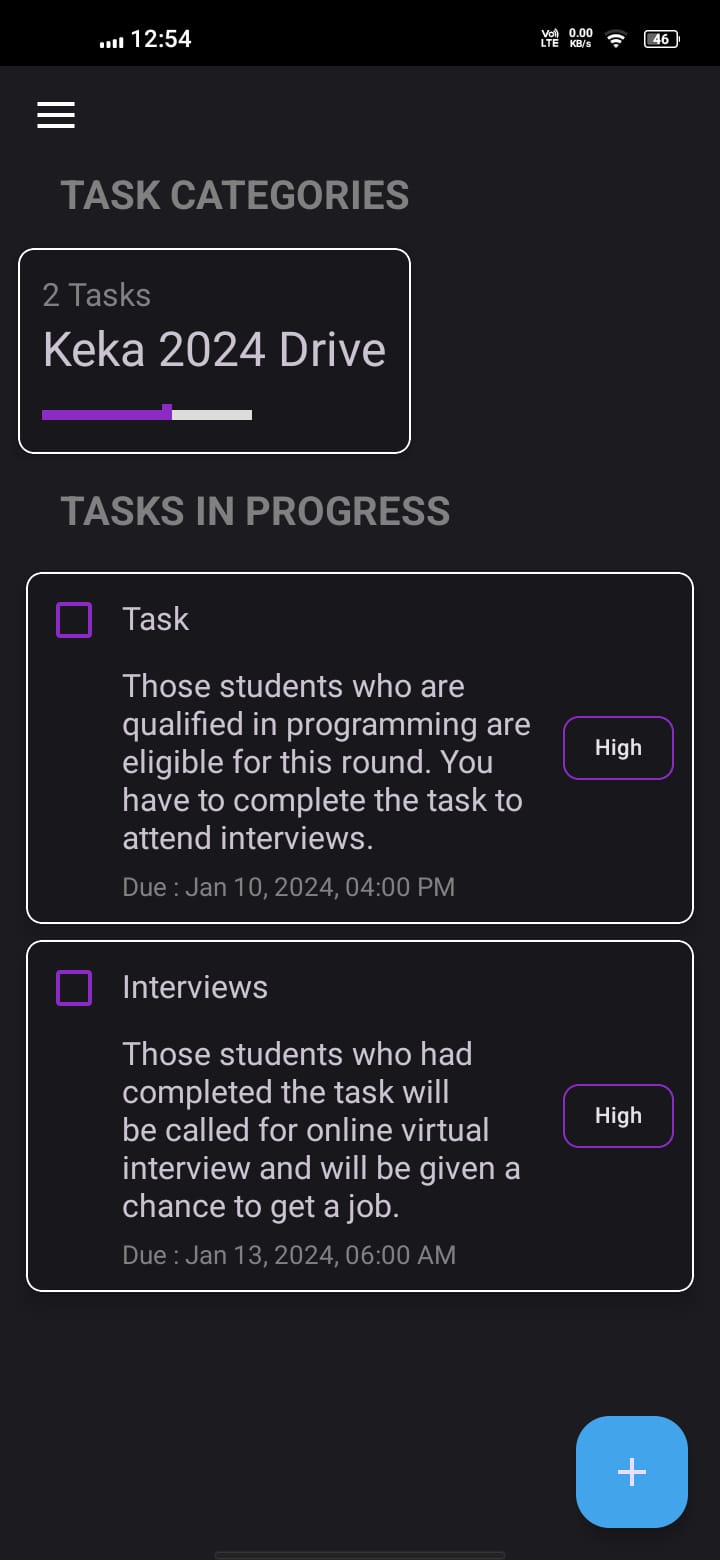 12:54
Vo))
LTE
0.00
KB/s
46
TASK CATEGORIES
2 Tasks
Keka 2024 Drive
TASKS IN PROGRESS
Task
Those students who are
qualified in programming are
eligible for this round. You
have to complete the task to
attend interviews.
High
Due : Jan 10, 2024, 04:00 PM
Interviews
Those students who had
completed the task will
be called for online virtual
interview and will be given a
chance to get a job.
High
Due : Jan 13, 2024, 06:00 AM